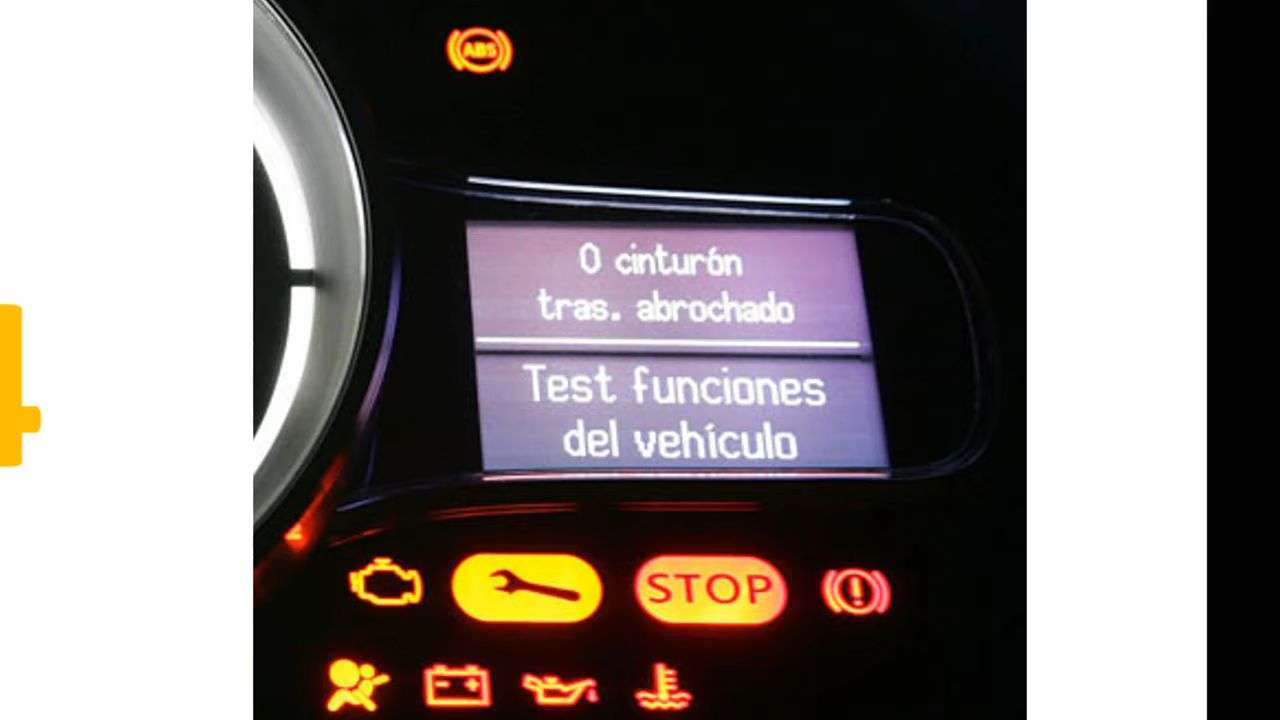 ABS
0 cinturón
tras. abrochado
Test funciones
del vehículo
STOP